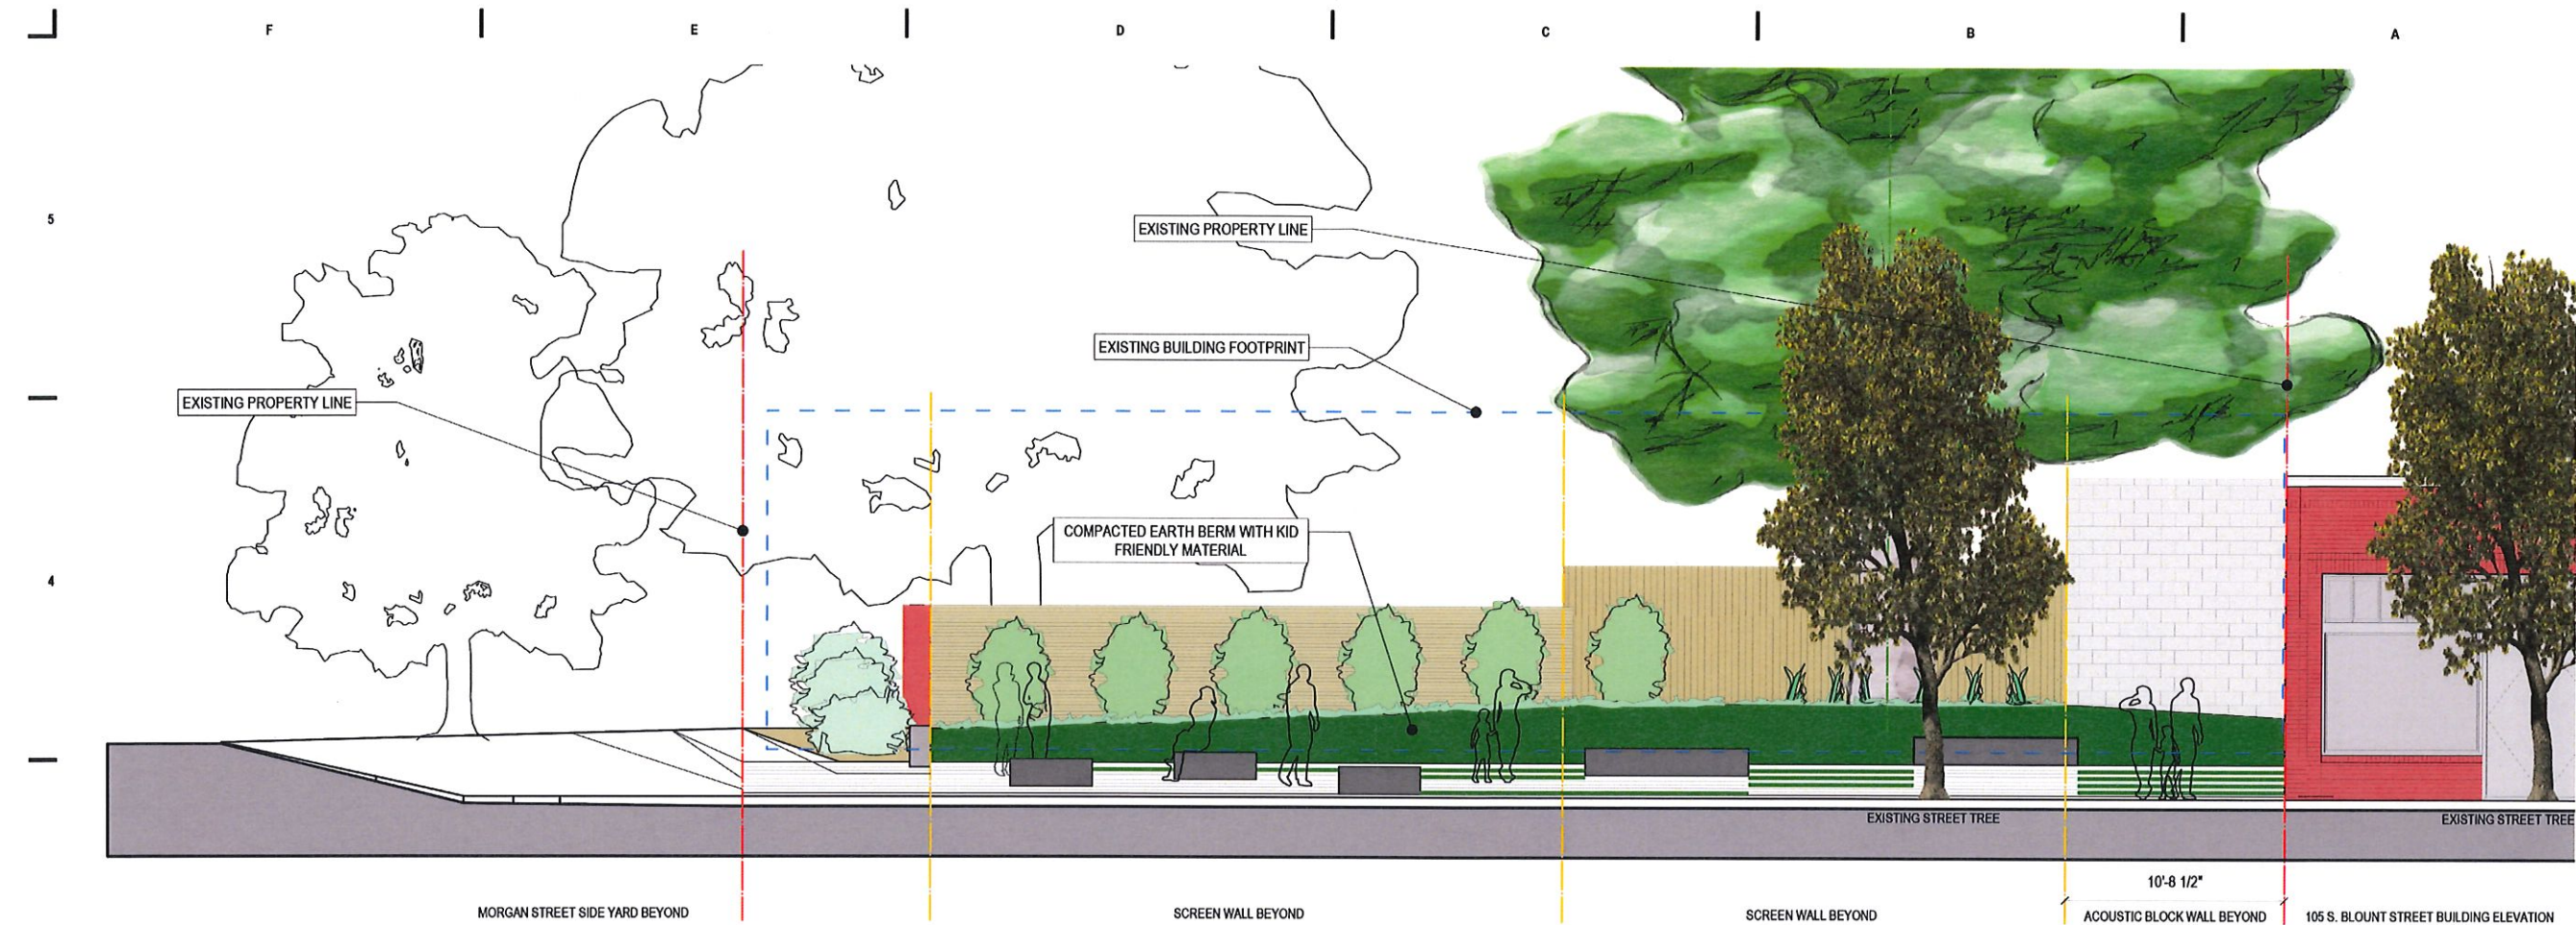 F E D C B A
5
EXISTING PROPERTY LINE
EXISTING BUILDING FOOTPRINT
EXISTING PROPERTY LINE
COMPACTED EARTH BERM WITH KID
FRIENDLY MATERIAL
4
EXISTING STREET TREE
EXISTING STREET TREE
10'-8 1/2"
MORGAN STREET SIDE YARD BEYOND
SCREEN WALL BEYOND
SCREEN WALL BEYOND
ACOUSTIC BLOCK WALL BEYOND
105 S. BLOUNT STREET BUILDING ELEVATION